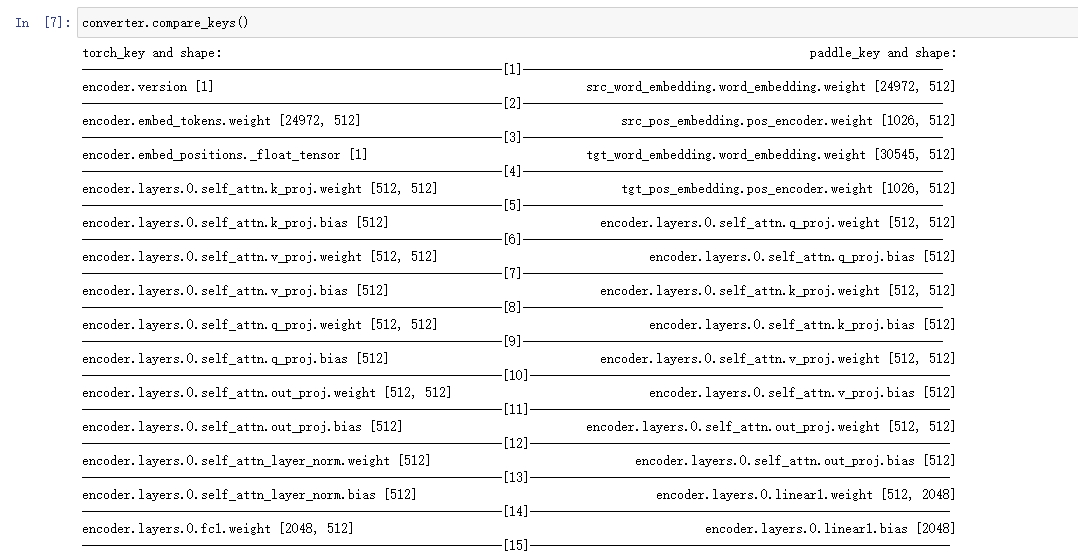 In [7]: converter.compare_keys()
torch_key and shape: paddle_key and shape:
[1]
encoder.version [1] src_word_embedding.word_embedding.weight [24972, 512]
[2]
encoder.embed_tokens.weight [24972, 512] src_pos_embedding.pos_encoder.weight [1026, 512]
[3]
encoder.embed_positions._float_tensor [1] tgt_word_embedding.word_embedding.weight [30545, 512]
[4]
encoder.layers.0.self_attn.k_proj.weight [512, 512] tgt_pos_embedding.pos_encoder.weight [1026, 512]
[5]
encoder.layers.0.self_attn.k_proj.bias [512] encoder.layers.0.self_attn.q_proj.weight [512, 512]
[6]
encoder.layers.0.self_attn.v_proj.weight [512, 512] encoder.layers.0.self_attn.q_proj.bias [512]
[7]
encoder.layers.0.self_attn.v_proj.bias [512] encoder.layers.0.self_attn.k_proj.weight [512, 512]
[8]
encoder.layers.0.self_attn.q_proj.weight [512, 512] encoder.layers.0.self_attn.k_proj.bias [512]
[9]
encoder.layers.0.self_attn.q_proj.bias [512] encoder.layers.0.self_attn.v_proj.weight [512, 512]
[10]
encoder.layers.0.self_attn.out_proj.weight [512, 512] encoder.layers.0.self_attn.v_proj.bias [512]
[11]
encoder.layers.0.self_attn.out_proj.bias [512] encoder.layers.0.self_attn.out_proj.weight [512, 512]
[12]
encoder.layers.0.self_attn_layer_norm.weight [512] encoder.layers.0.self_attn.out_proj.bias [512]
[13]
encoder.layers.0.self_attn_layer_norm.bias [512] encoder.layers.0.linear1.weight [512, 2048]
[14]
encoder.layers.0.fc1.weight [2048, 512] encoder.layers.0.linear1.bias [2048]
[15]